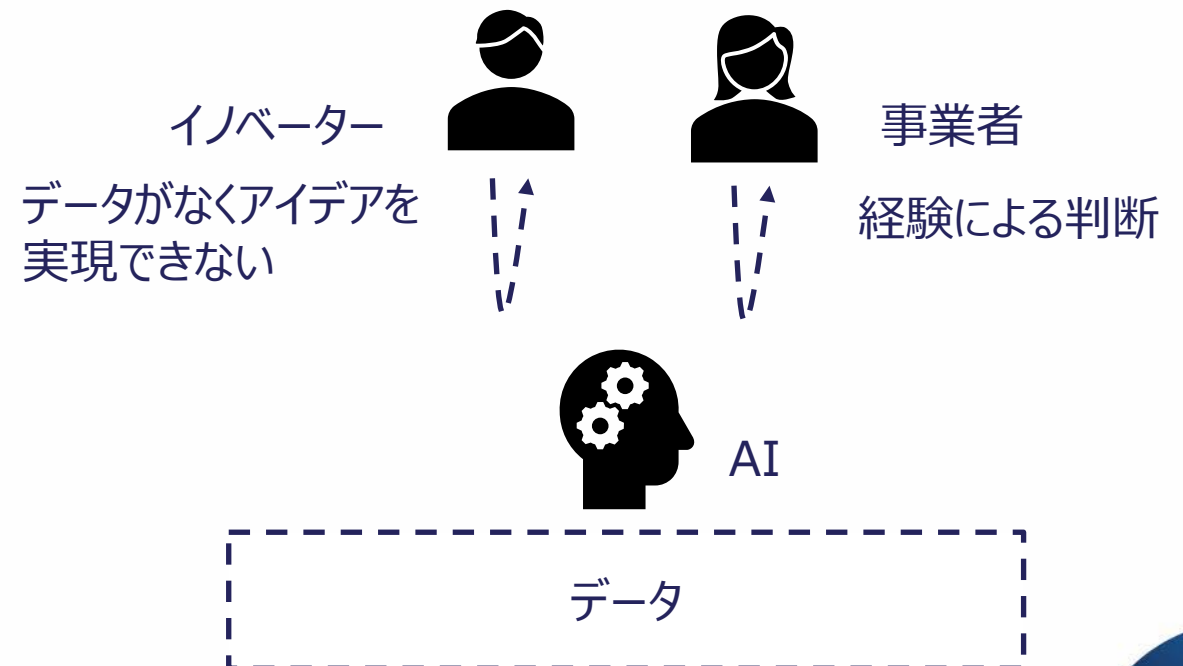 イノベーター
データがなくアイデアを
実現できない
事業者
経験による判断
AI
データ